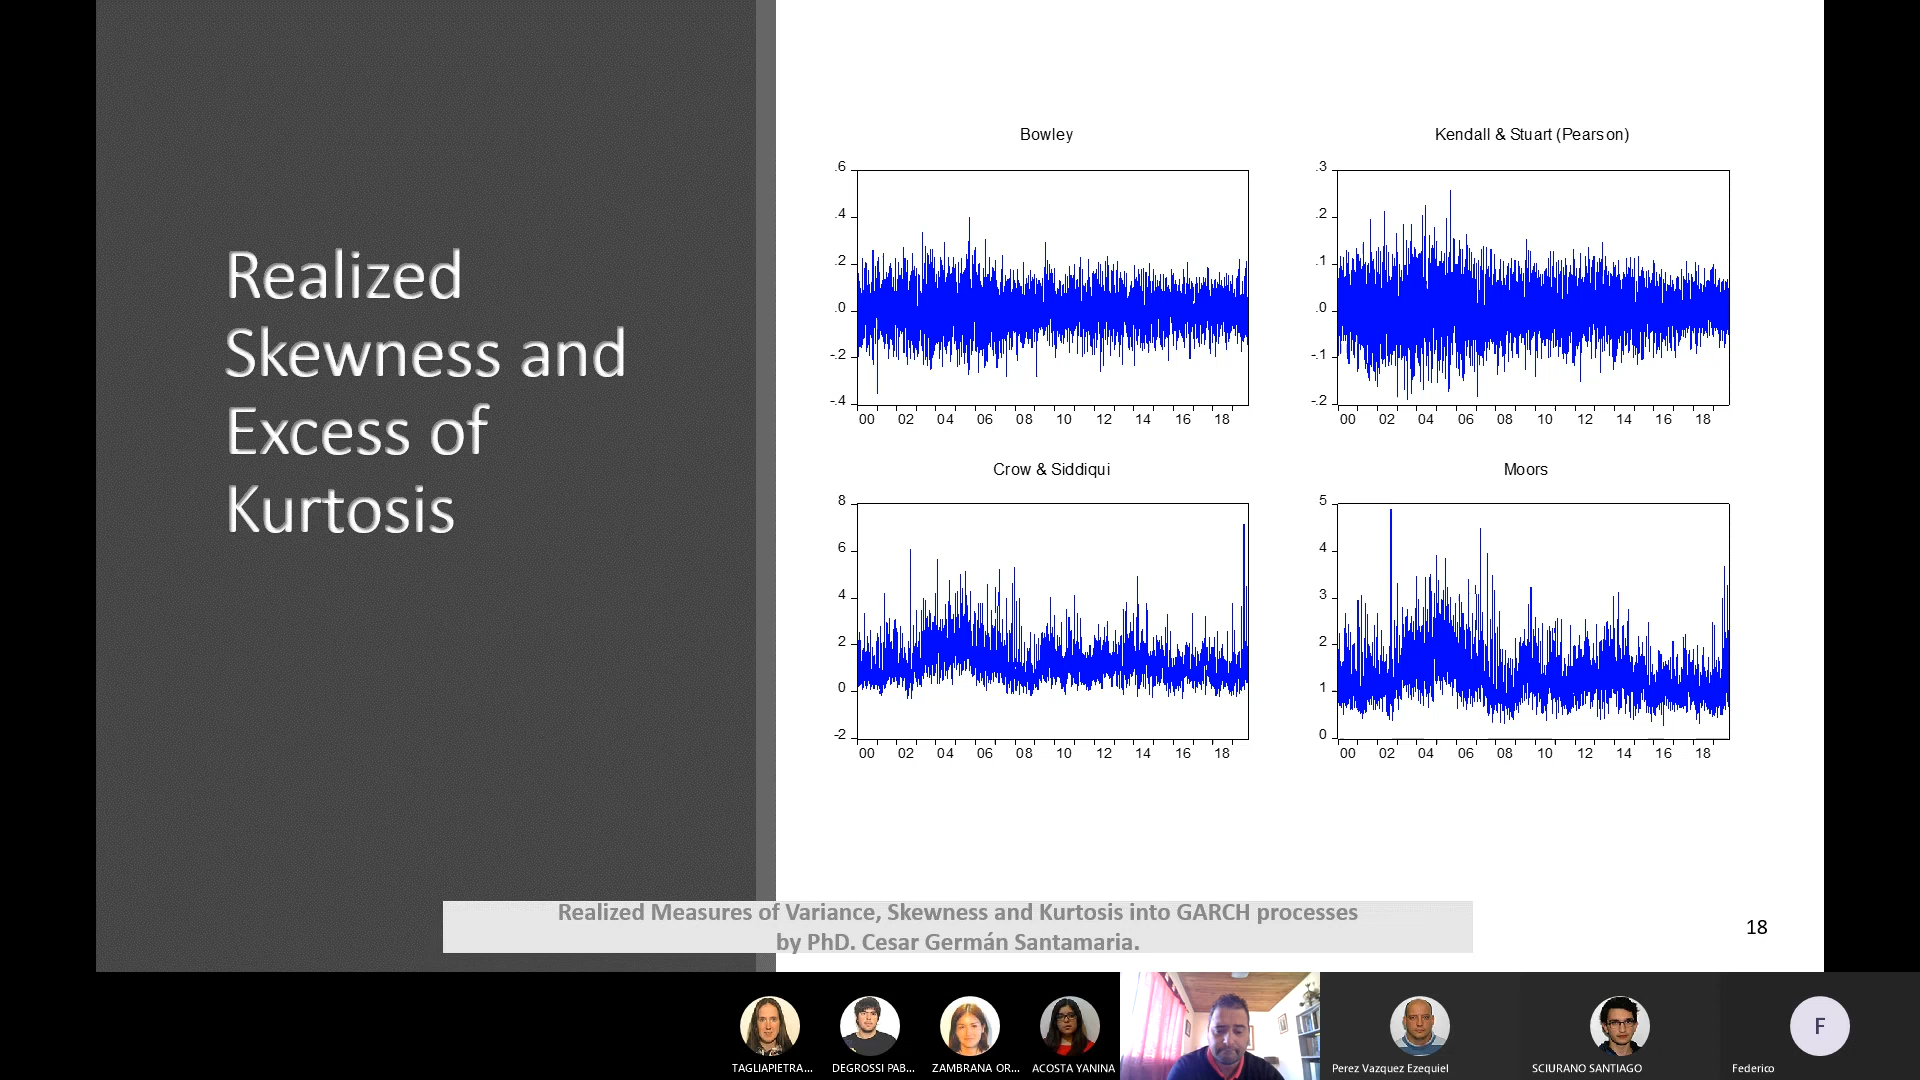 Realized
Skewness and
Excess of
Kurtosis
Bowley
.6
.4
.2
.0
-.2
-.4
00 02 04 06 08 10 12 14 16 18
Kendall & Stuart (Pearson)
.3
.2
.1
.0
-.1
-.2
00 02 04 06 08 10 12 14 16 18
Crow & Siddiqui
8
6
4
2
0
-2
00 02 04 06 08 10 12 14 16 18
Moors
5
4
3
2
1
0
00 02 04 06 08 10 12 14 16 18
Realized Measures of Variance, Skewness and Kurtosis into GARCH processes
by PhD. Cesar Germán Santamaria.
18
F
TAGLIAPIETRA... DEGROSSI PAB... ZAMBRANA OR... ACOSTA YANINA Perez Vazquez Ezequiel SCIURANO SANTIAGO Federico